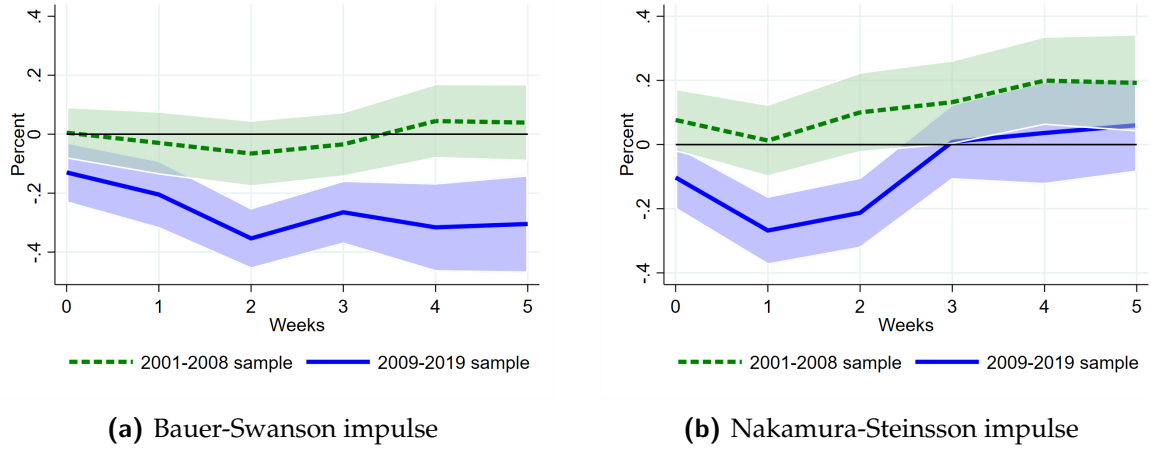 .4
.2
0
-.2
-.4
Percent
0 1 2 3 4 5
Weeks
2001-2008 sample 2009-2019 sample
(a) Bauer-Swanson impulse
.4
.2
0
-.2
-.4
Percent
0 1 2 3 4 5
Weeks
2001-2008 sample 2009-2019 sample
(b) Nakamura-Steinsson impulse